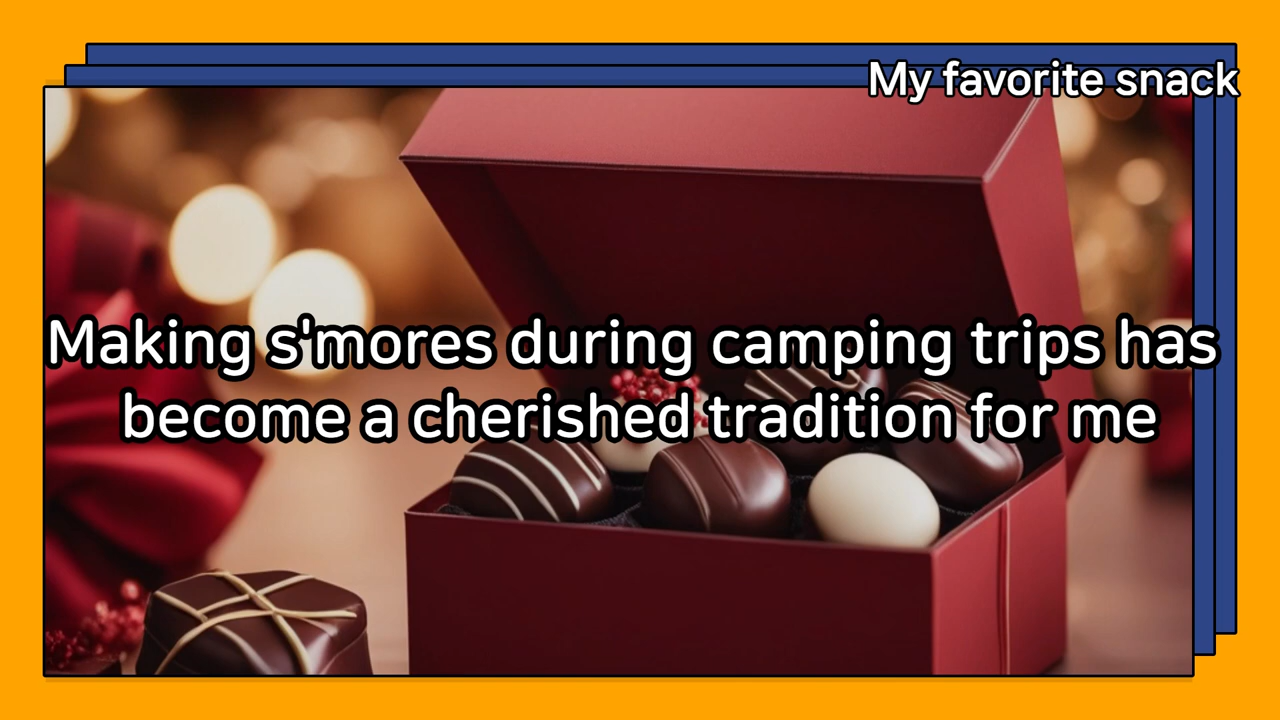 My favorite snack
Making s'mores during camping trips has
become a cherished tradition for me